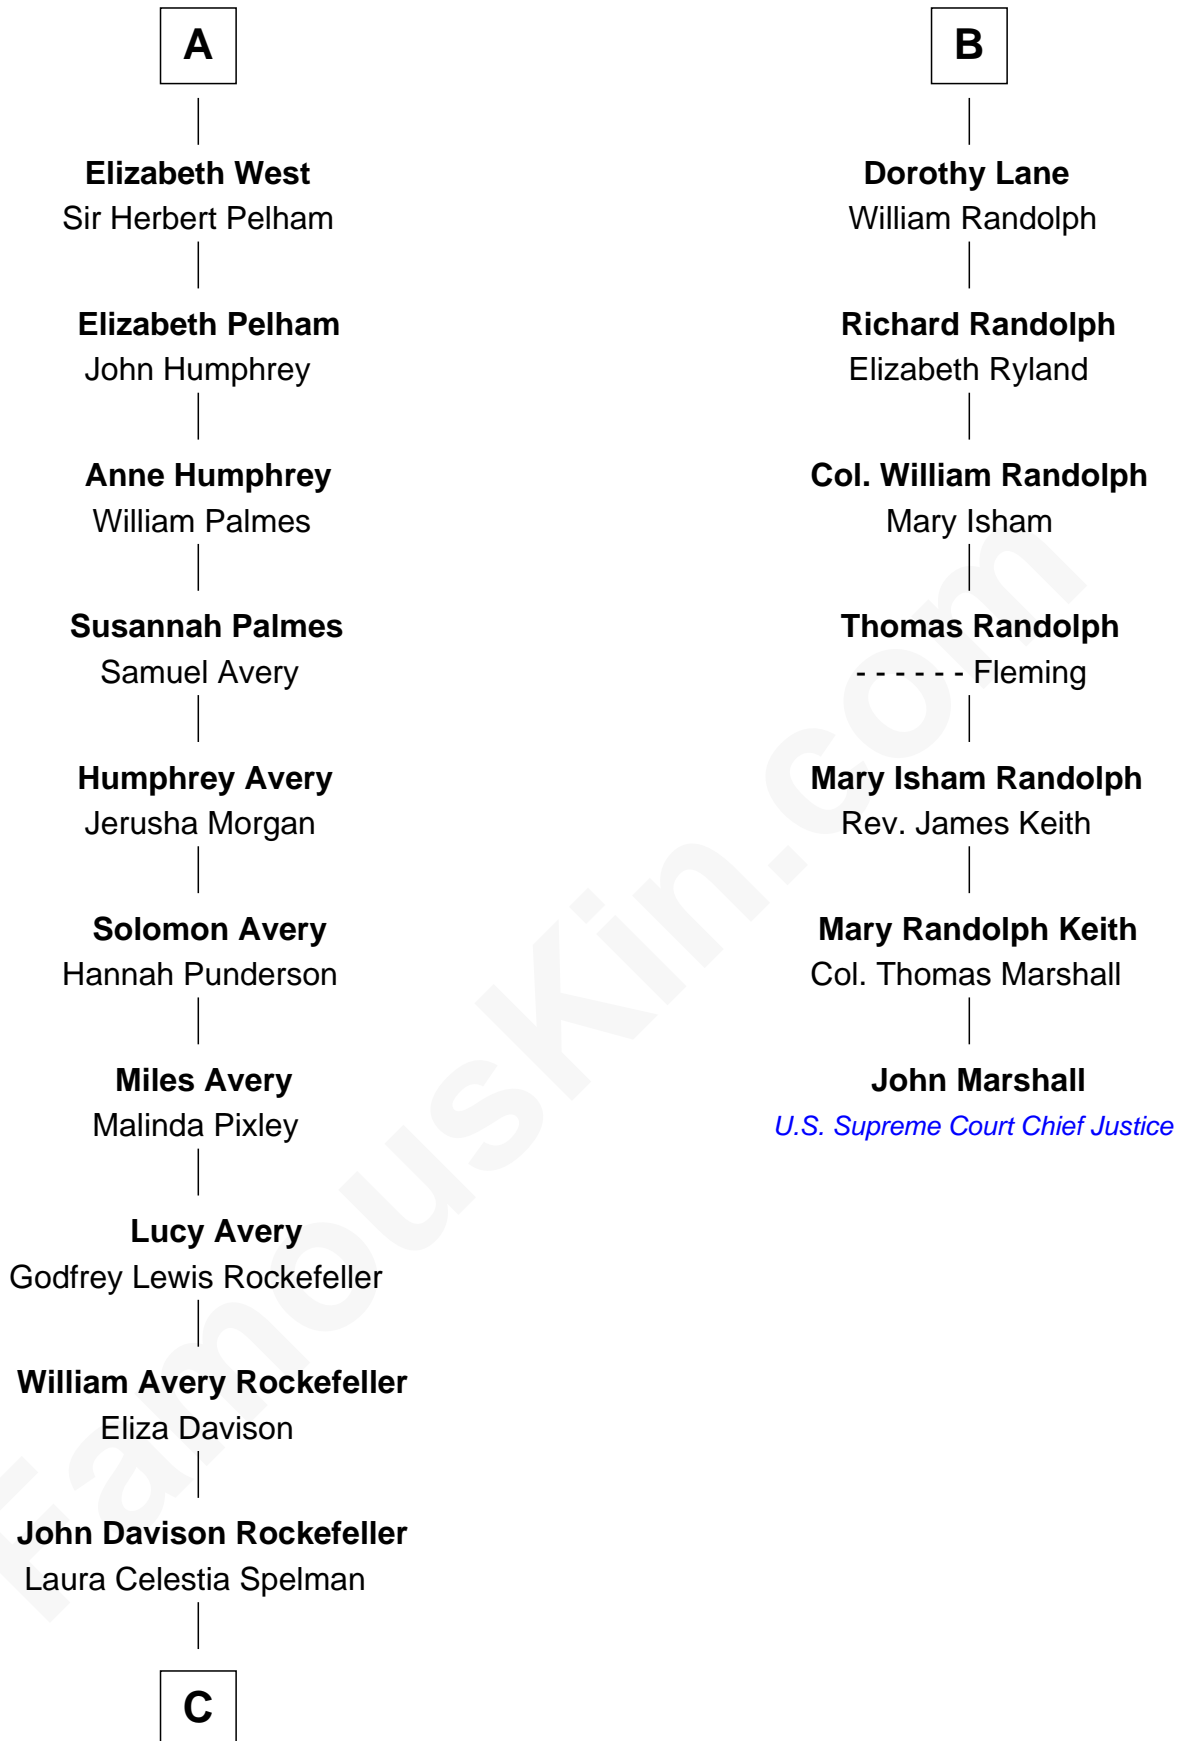 A
Elizabeth West
Sir Herbert Pelham
Elizabeth Pelham
John Humphrey
Anne Humphrey
William Palmes
Susannah Palmes
Samuel Avery
Humphrey Avery
Jerusha Morgan
Solomon Avery
Hannah Punderson
Miles Avery
Malinda Pixley
Lucy Avery
Godfrey Lewis Rockefeller
William Avery Rockefeller
Eliza Davison
John Davison Rockefeller
Laura Celestia Spelman
C
B
Dorothy Lane
William Randolph
Richard Randolph
Elizabeth Ryland
Col. William Randolph
Mary Isham
Thomas Randolph
- - - - - - Fleming
Mary Isham Randolph
Rev. James Keith
Mary Randolph Keith
Col. Thomas Marshall
John Marshall
U.S. Supreme Court Chief Justice
FamousKin.com